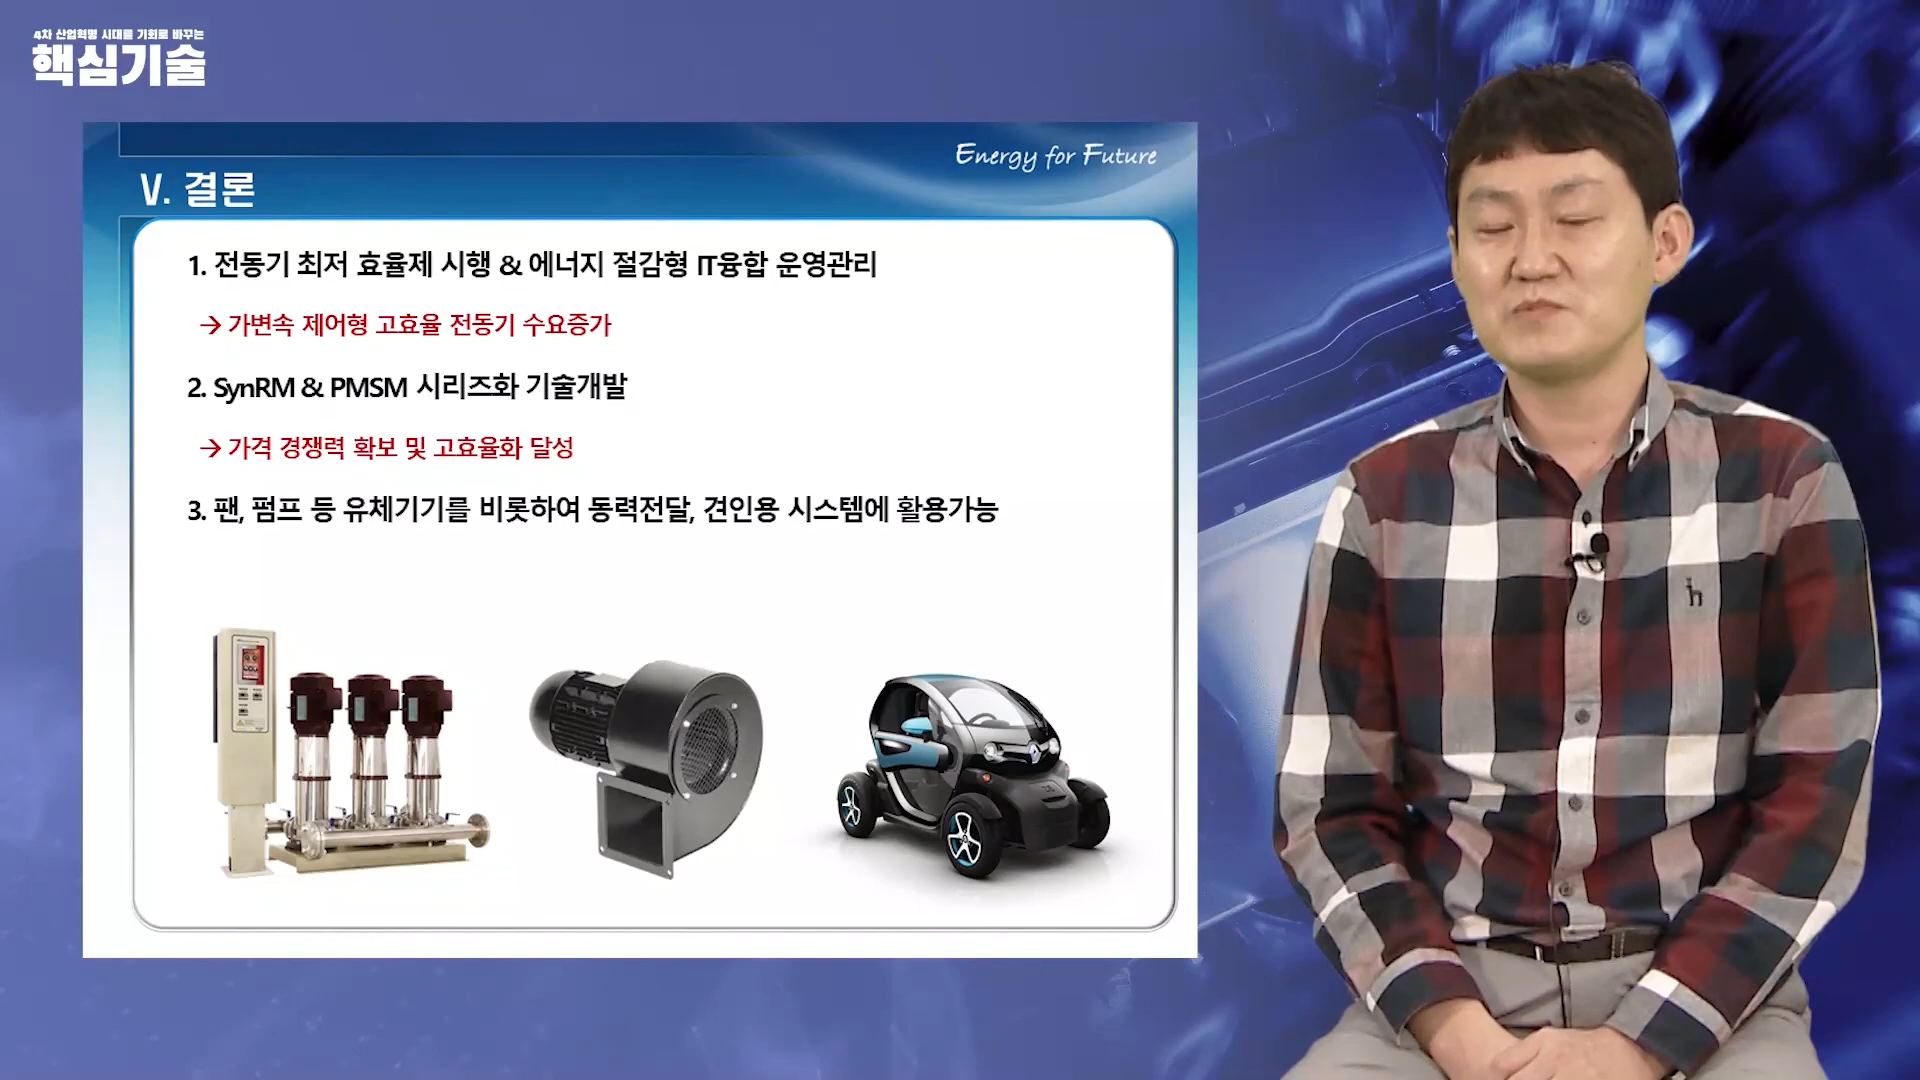 4차 산업혁명 시대를 기회로 바꾸는
핵심기술
Energy for Future
V. 결론
1. 전동기 최저 효율제 시행 & 에너지 절감형 IT융합 운영관리
→ 가변속 제어형 고효율 전동기 수요증가
2. SynRM & PMSM 시리즈화 기술개발
→ 가격 경쟁력 확보 및 고효율화 달성
3. 팬, 펌프 등 유체기기를 비롯하여 동력전달, 견인용 시스템에 활용가능
h